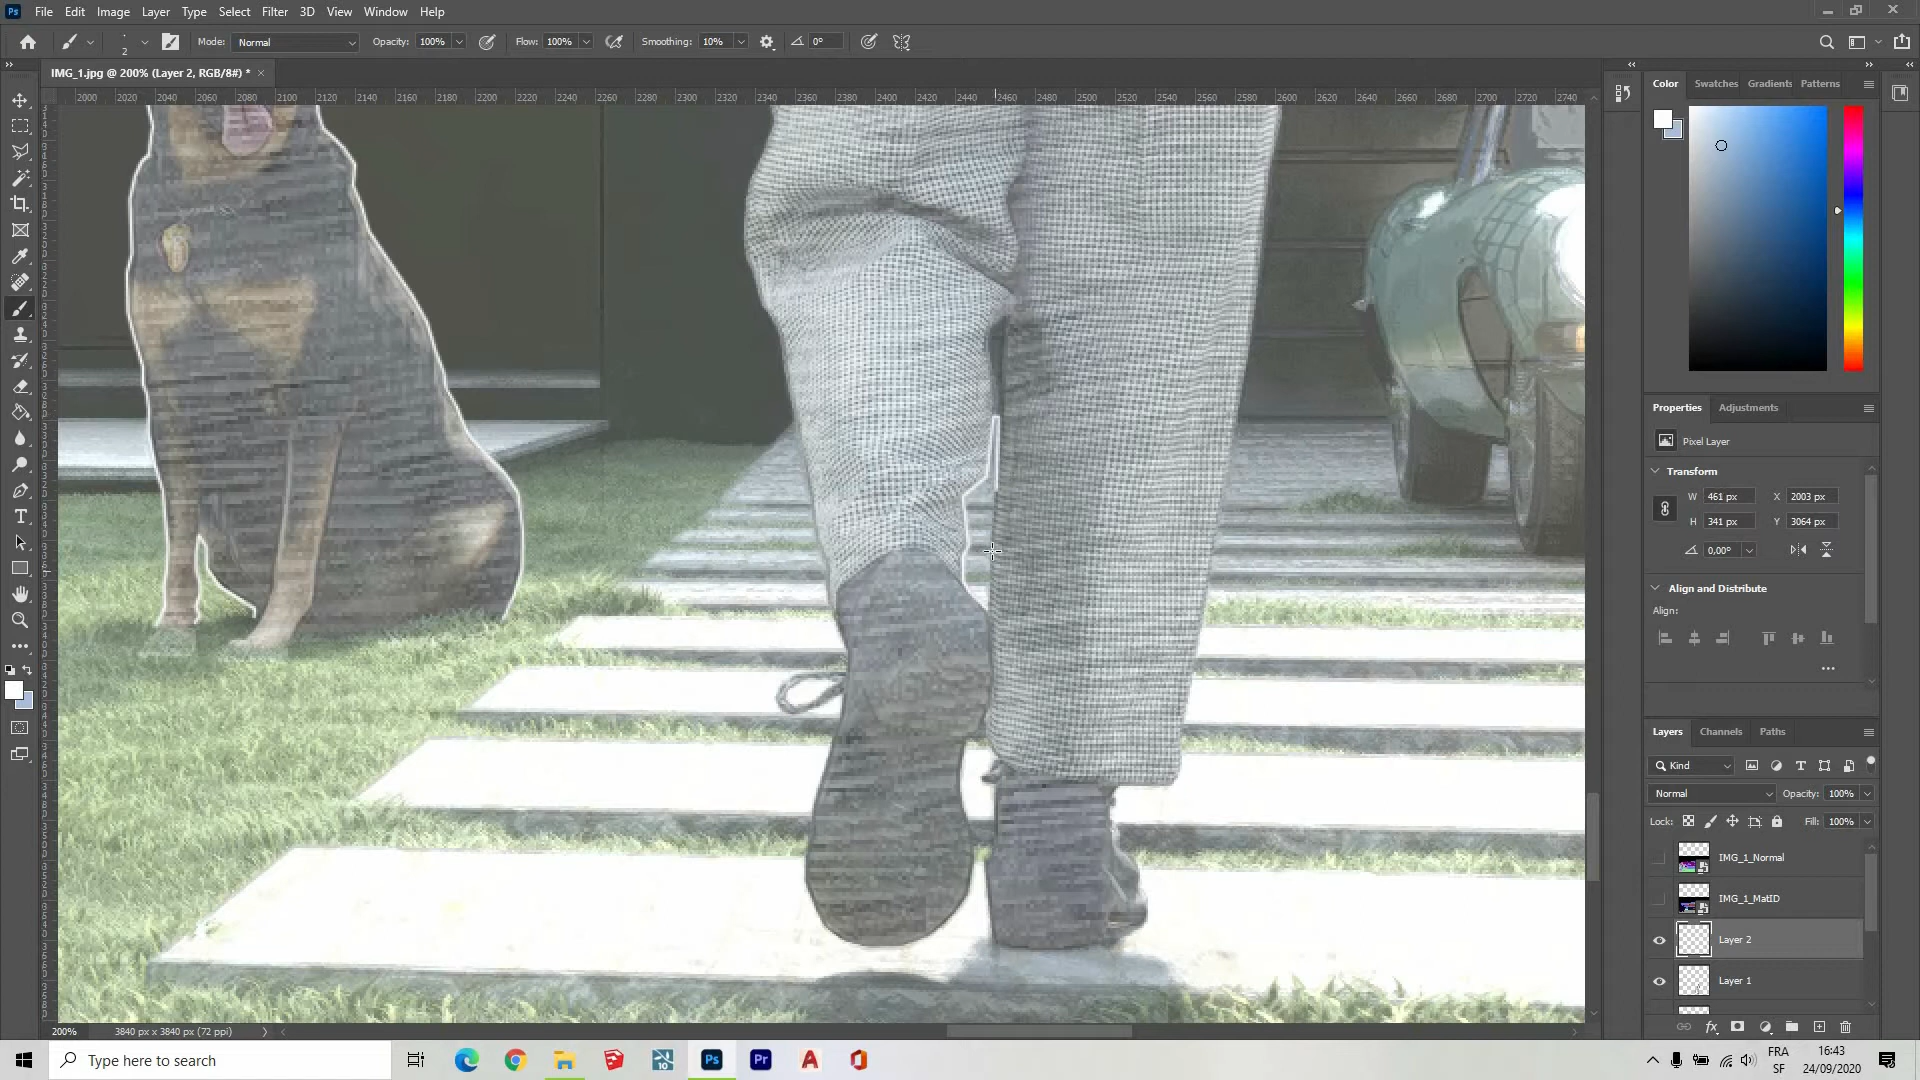 Ps File Edit Image Layer Type Select Filter 3D View Window Help
2 Mode: Normal Opacity: 100% Flow: 100% Smoothing: 10% 0°
IMG_1.jpg @ 200% (Layer 2, RGB/8#) * ×
2000 2020 2040 2060 2080 2100 2120 2140 2160 2180 2200 2220 2240 2260 2280 2300 2320 2340 2360 2380 2400 2420 2440 2460 2480 2500 2520 2540 2560 2580 2600 2620 2640 2660 2680 2700 2720 2740
Color Swatches Gradients Patterns
Properties Adjustments
Pixel Layer
Transform
W 461 px X 2003 px
H 341 px Y 3064 px
0,00°
Align and Distribute
Align:
Layers Channels Paths
Kind
Normal Opacity: 100%
Lock: Fill: 100%
IMG_1_Normal
IMG_1_MatID
Layer 2
Layer 1
200% 3840 px x 3840 px (72 ppi)
Type here to search
10 Ps Pr
FRA 16:43
SF 24/09/2020